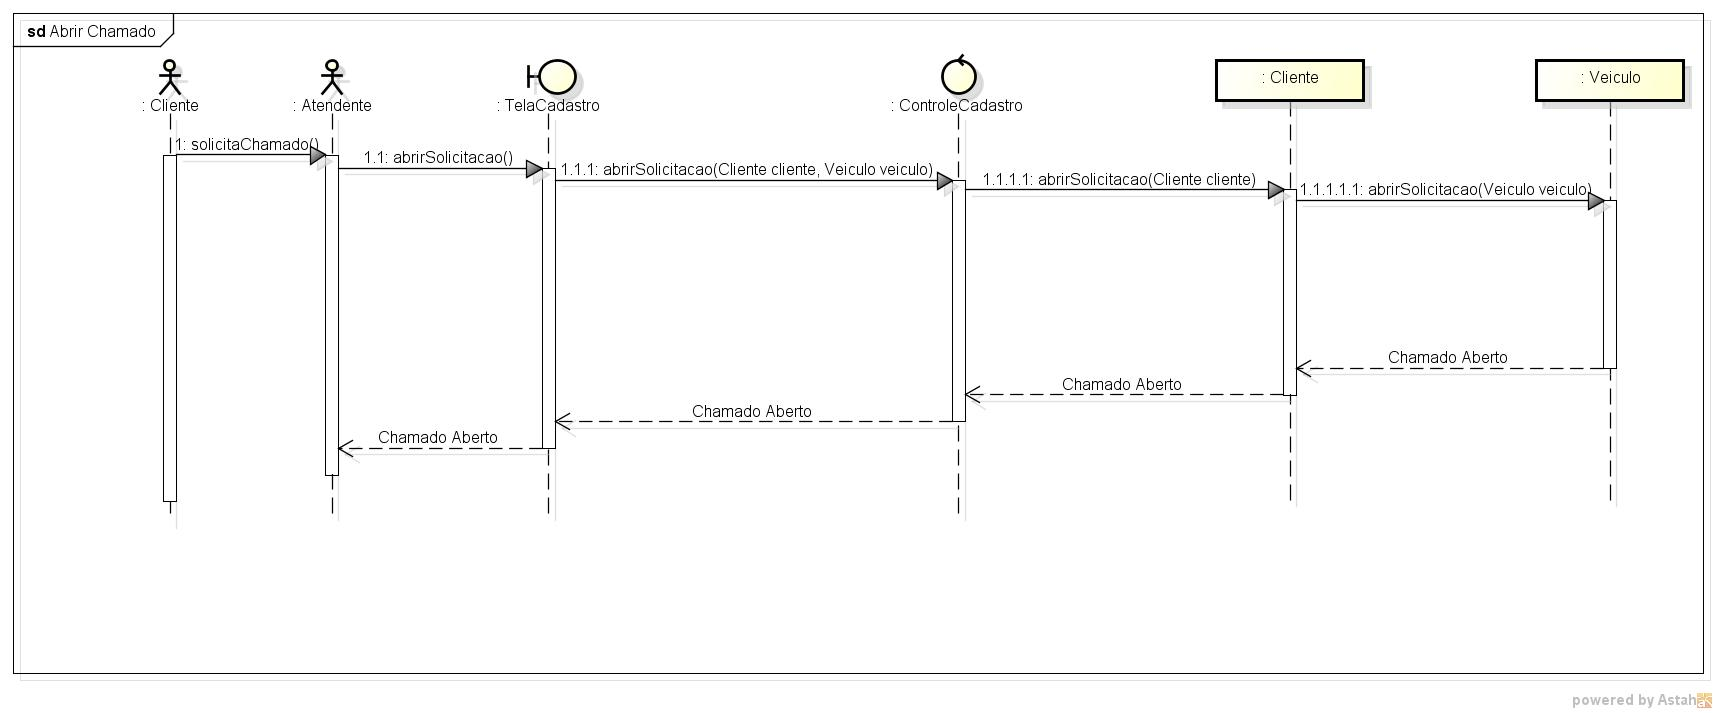 sd Abrir Chamado
: Cliente
: Atendente
: TelaCadastro
: ControleCadastro
: Cliente
: Veiculo
1: solicitaChamado()
1.1: abrirSolicitacao()
1.1.1: abrirSolicitacao(Cliente cliente, Veiculo veiculo)
1.1.1.1: abrirSolicitacao(Cliente cliente)
1.1.1.1.1: abrirSolicitacao(Veiculo veiculo)
Chamado Aberto
Chamado Aberto
Chamado Aberto
Chamado Aberto
powered by Astah